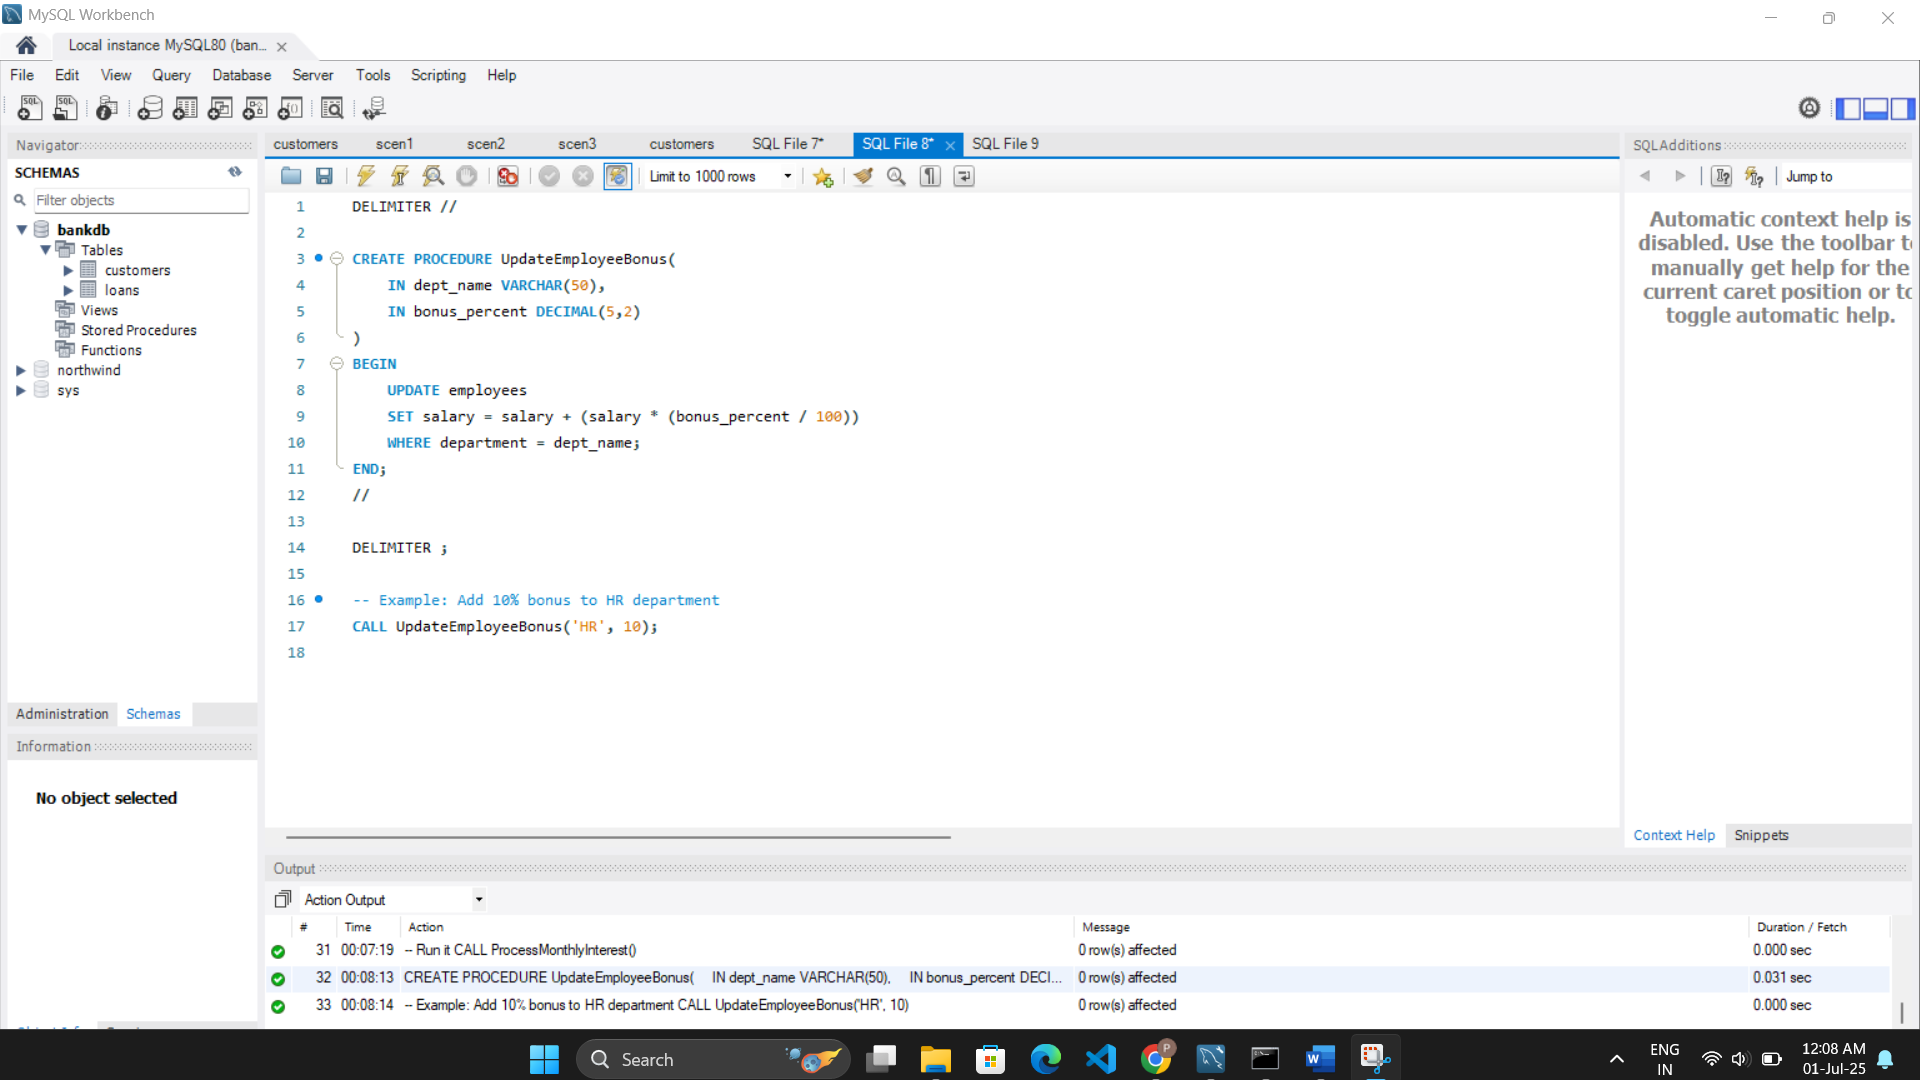 MySQL Workbench
Local instance MySQL80 (ban...
File Edit View Query Database Server Tools Scripting Help
Navigator
SCHEMAS
Filter objects
bankdb
Tables
customers
loans
Views
Stored Procedures
Functions
northwind
sys
Administration Schemas
Information
No object selected
customers scen1 scen2 scen3 customers SQL File 7* SQL File 8* SQL File 9
Limit to 1000 rows
1 DELIMITER //
2
3 CREATE PROCEDURE UpdateEmployeeBonus(
4 IN dept_name VARCHAR(50),
5 IN bonus_percent DECIMAL(5,2)
6 )
7 BEGIN
8 UPDATE employees
9 SET salary = salary + (salary * (bonus_percent / 100))
10 WHERE department = dept_name;
11 END;
12 //
13
14 DELIMITER ;
15
16 -- Example: Add 10% bonus to HR department
17 CALL UpdateEmployeeBonus('HR', 10);
18
SQLAdditions
Jump to
Automatic context help is
disabled. Use the toolbar to
manually get help for the
current caret position or to
toggle automatic help.
Context Help Snippets
Output
Action Output
# Time Action Message Duration / Fetch
31 00:07:19 -- Run it CALL ProcessMonthlyInterest() 0 row(s) affected 0.000 sec
32 00:08:13 CREATE PROCEDURE UpdateEmployeeBonus( IN dept_name VARCHAR(50), IN bonus_percent DECI... 0 row(s) affected 0.031 sec
33 00:08:14 -- Example: Add 10% bonus to HR department CALL UpdateEmployeeBonus('HR', 10) 0 row(s) affected 0.000 sec
Search
ENG
IN
12:08 AM
01-Jul-25